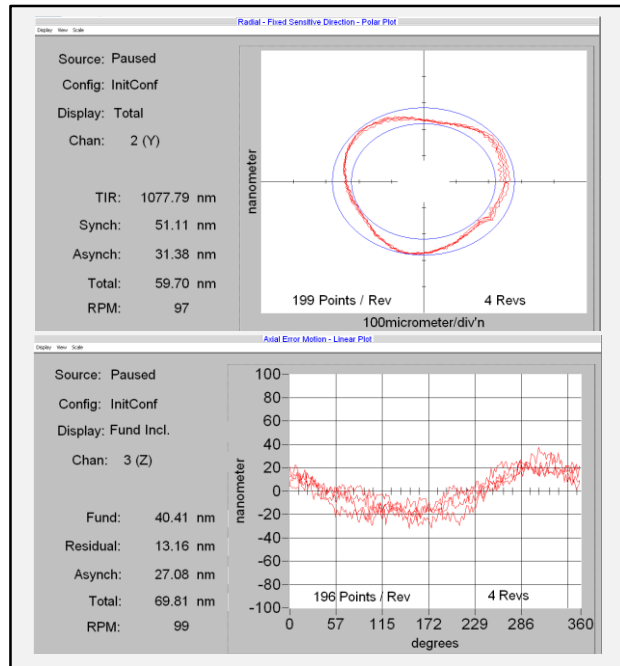 Radial - Fixed Sensitive Direction - Polar Plot
Display View Scale
Source: Paused
Config: InitConf
Display: Total
Chan: 2 (Y)
TIR: 1077.79 nm
Synch: 51.11 nm
Asynch: 31.38 nm
Total: 59.70 nm
RPM: 97
nanometer
199 Points / Rev 4 Revs
100micrometer/div'n
Axial Error Motion - Linear Plot
Display View Scale
Source: Paused
Config: InitConf
Display: Fund Incl.
Chan: 3 (Z)
Fund: 40.41 nm
Residual: 13.16 nm
Asynch: 27.08 nm
Total: 69.81 nm
RPM: 99
nanometer
100
80
60
40
20
0
-20
-40
-60
-80
-100
196 Points / Rev 4 Revs
0 57 115 172 229 286 360
degrees